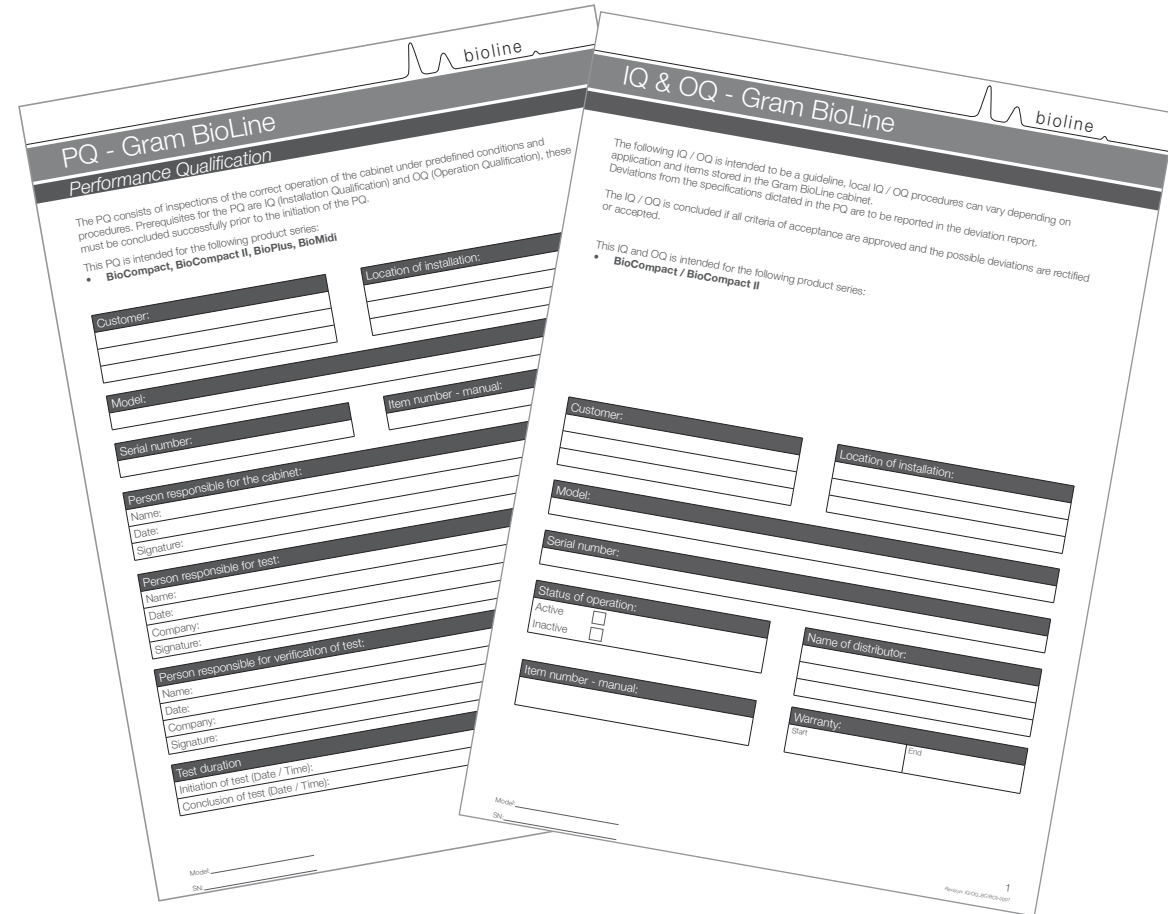 bioline
PQ - Gram BioLine
Performance Qualification
The PQ consists of inspections of the correct operation of the cabinet under predefined conditions and
procedures. Prerequisites for the PQ are IQ (Installation Qualification) and OQ (Operation Qualification), these
must be concluded successfully prior to the initiation of the PQ.
This PQ is intended for the following product series:
• BioCompact, BioCompact II, BioPlus, BioMidi
Customer:
Location of installation:
Model:
Serial number:
Item number - manual:
Person responsible for the cabinet:
Name:
Date:
Signature:
Person responsible for test:
Name:
Date:
Company:
Signature:
Person responsible for verification of test:
Name:
Date:
Company:
Signature:
Test duration
Initiation of test (Date / Time):
Conclusion of test (Date / Time):
Model:
SN:
bioline
IQ & OQ - Gram BioLine
The following IQ / OQ is intended to be a guideline, local IQ / OQ procedures can vary depending on
application and items stored in the Gram BioLine cabinet.
Deviations from the specifications dictated in the PQ are to be reported in the deviation report.
The IQ / OQ is concluded if all criteria of acceptance are approved and the possible deviations are rectified
or accepted.
This IQ and OQ is intended for the following product series:
• BioCompact / BioCompact II
Customer:
Location of installation:
Model:
Serial number:
Status of operation:
Active
Inactive
Name of distributor:
Item number - manual:
Warranty:
Start
End
Model:
SN:
1